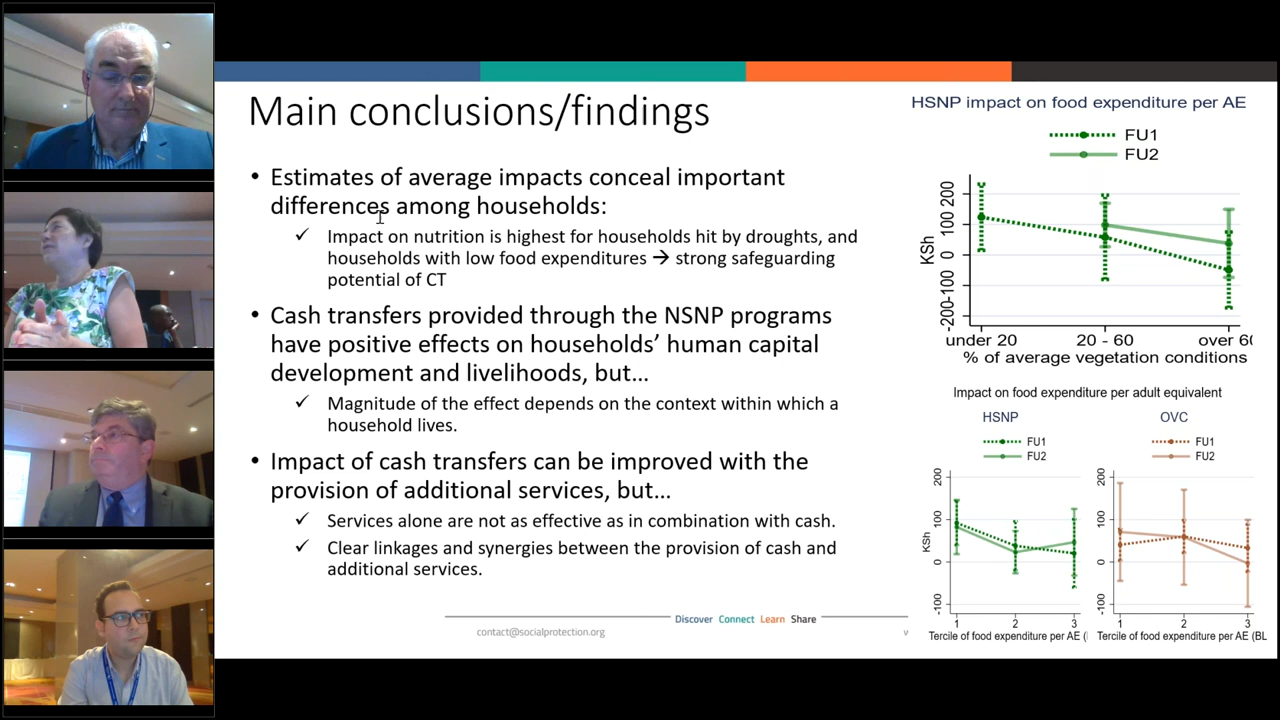 Main conclusions/findings
• Estimates of average impacts conceal important
differences among households:
✓ Impact on nutrition is highest for households hit by droughts, and
households with low food expenditures → strong safeguarding
potential of CT
• Cash transfers provided through the NSNP programs
have positive effects on households’ human capital
development and livelihoods, but…
✓ Magnitude of the effect depends on the context within which a
household lives.
• Impact of cash transfers can be improved with the
provision of additional services, but…
✓ Services alone are not as effective as in combination with cash.
✓ Clear linkages and synergies between the provision of cash and
additional services.
Discover Connect Learn Share
contact@socialprotection.org
HSNP impact on food expenditure per AE
FU1
FU2
KSh
200
100
0
-100
-200
under 20 20 - 60 over 60
% of average vegetation conditions
Impact on food expenditure per adult equivalent
HSNP
FU1
FU2
KSh
200
100
0
-100
1 2 3
Tercile of food expenditure per AE (
OVC
FU1
FU2
200
100
0
-100
1 2 3
Tercile of food expenditure per AE (BL